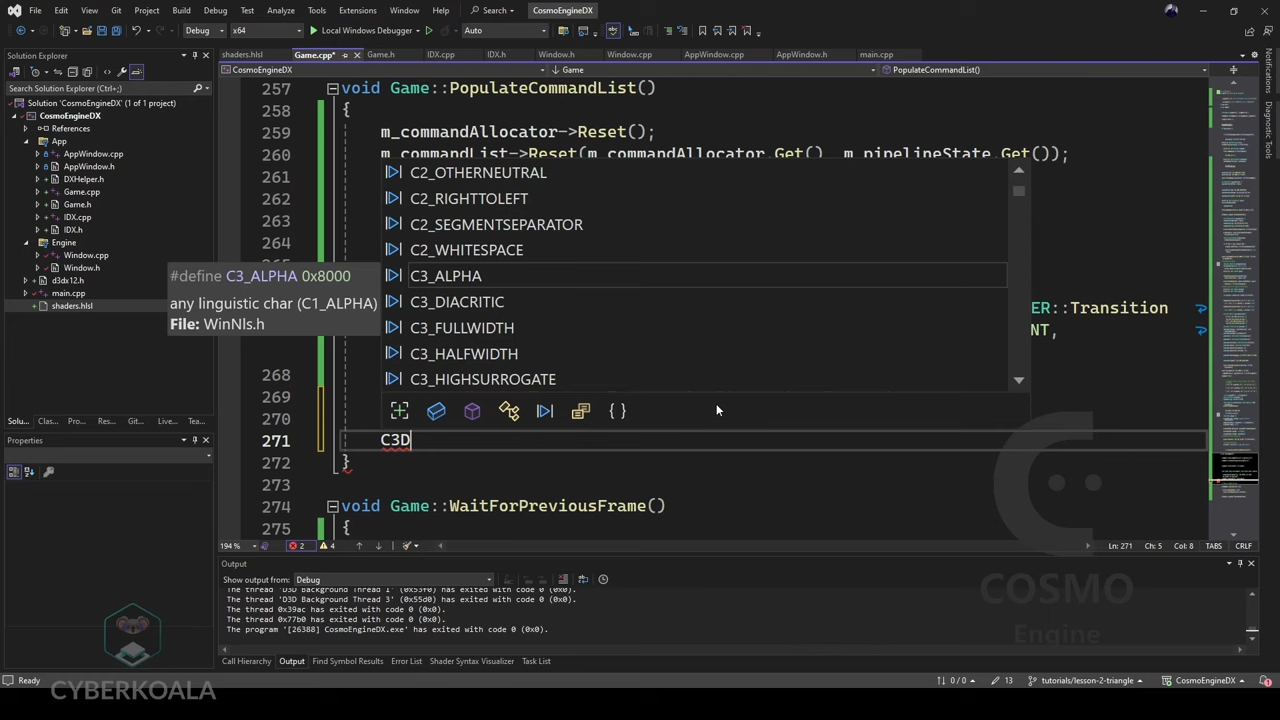 File Edit View Git Project Build Debug Test Analyze Tools Extensions Window Help Search CosmoEngineDX
Debug x64 Local Windows Debugger Auto
Solution Explorer
Search Solution Explorer (Ctrl+;)
Solution 'CosmoEngineDX' (1 of 1 project)
CosmoEngineDX
References
App
AppWindow.cpp
AppWindow.h
DXHelper.h
Game.cpp
Game.h
IDX.cpp
IDX.h
Engine
Window.cpp
Window.h
d3dx12.h
main.cpp
shaders.hlsl
Solu... Clas... Pro... Res... Git... Live... Tea...
Properties
shaders.hlsl Game.cpp* Game.h IDX.cpp IDX.h Window.h Window.cpp AppWindow.cpp AppWindow.h main.cpp
CosmoEngineDX Game PopulateCommandList()
257 void Game::PopulateCommandList()
258 {
259 m_commandAllocator->Reset();
260 m_commandList->Reset(m_commandAllocator.Get(), m_pipelineState.Get());
261
262
263
264
268
269
270
271 C3D
272 }
273
274 void Game::WaitForPreviousFrame()
275 {
ER::Transition
NT,
C2_OTHERNEUTRAL
C2_RIGHTTOLEFT
C2_SEGMENTSEPARATOR
C2_WHITESPACE
C3_ALPHA
C3_DIACRITIC
C3_FULLWIDTH
C3_HALFWIDTH
C3_HIGHSURROGATE
#define C3_ALPHA 0x8000
any linguistic char (C1_ALPHA)
File: WinNls.h
194 % 2 4 Ln: 271 Ch: 5 Col: 8 TABS CRLF
Output
Show output from: Debug
The thread 'D3D Background Thread 3' (0x55d0) has exited with code 0 (0x0).
The thread 0x39ac has exited with code 0 (0x0).
The thread 0x77b0 has exited with code 0 (0x0).
The program '[26388] CosmoEngineDX.exe' has exited with code 0 (0x0).
Call Hierarchy Output Find Symbol Results Error List Shader Syntax Visualizer Task List
Ready 0 / 0 13 tutorials/lesson-2-triangle CosmoEngineDX
Notifications
Diagnostic Tools
COSMO
Engine
CYBERKOALA